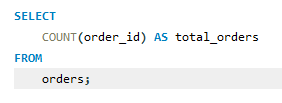 SELECT
    COUNT(order_id) AS total_orders
FROM
    orders;